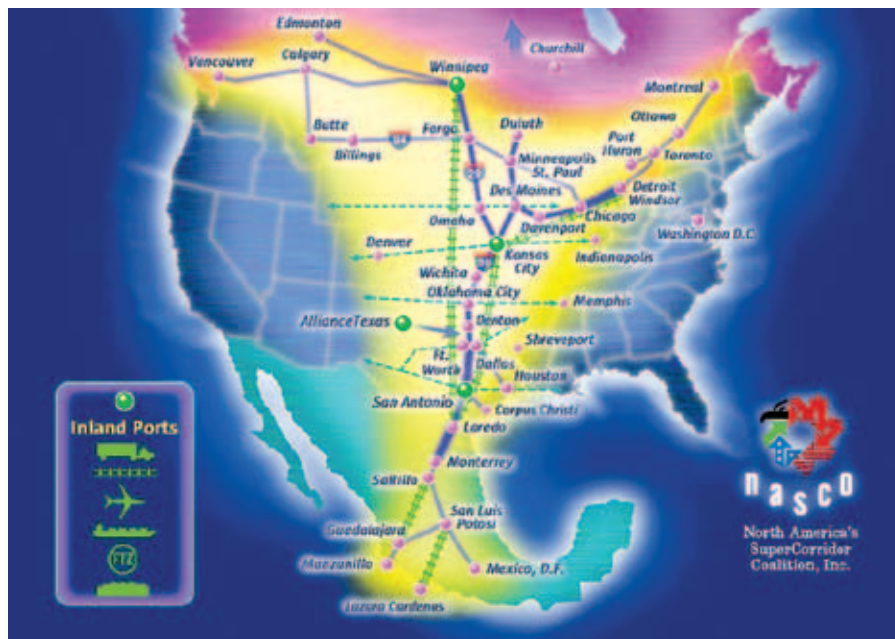 Edmonton
Churchill
Vancouver
Calgary
Winnipeg
Montreal
Ottawa
Butte
Fargo
Duluth
Port
Huron
Toronto
Billings
94
Minneapolis
St. Paul
29
Des Moines
Detroit
Windsor
Omaha
Davenport
Chicago
Washington D.C.
Denver
Kansas
City
Indianapolis
Wichita
35
Oklahoma City
Memphis
AllianceTexas
Denton
Shreveport
Ft.
Worth
Dallas
Houston
San Antonio
Corpus Christi
Laredo
Monterrey
Saltillo
San Luis
Potosi
Guadalajara
Manzanillo
Mexico, D.F.
Lazaro Cardenas
Inland Ports
FTZ
nasco
North America's
SuperCorridor
Coalition, Inc.